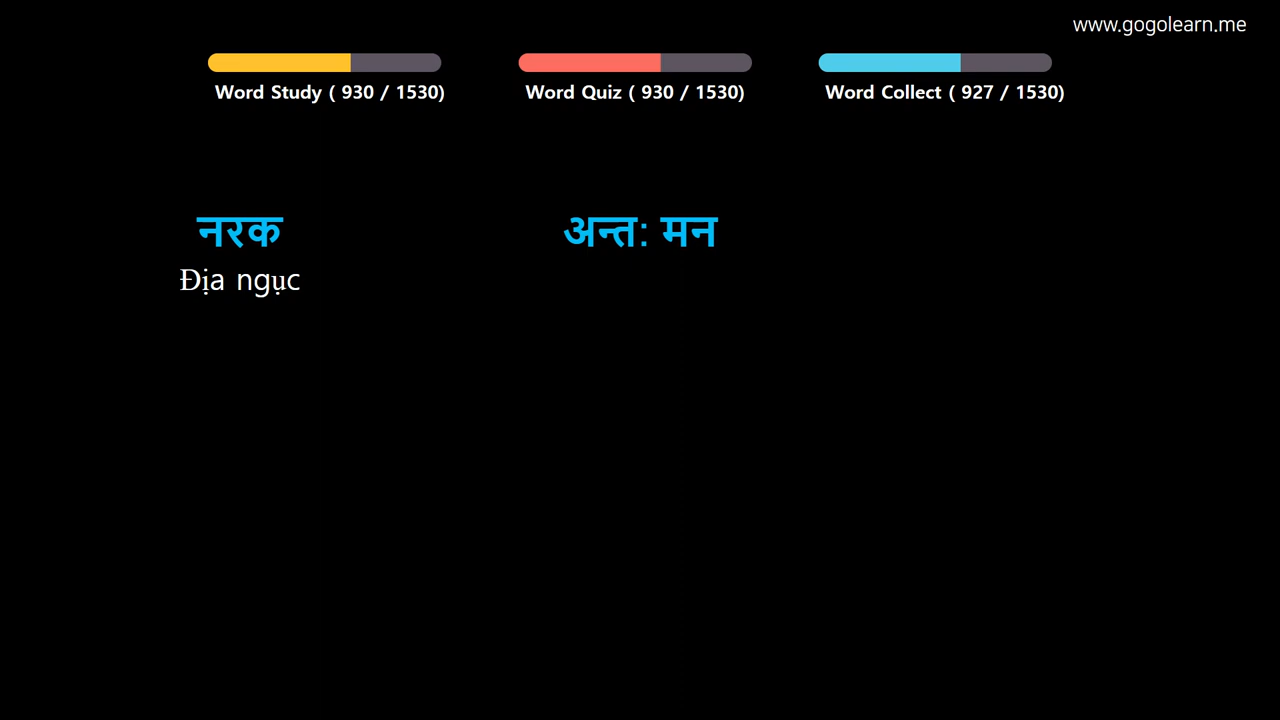 www.gogolearn.me
Word Study ( 930 / 1530)
Word Quiz ( 930 / 1530)
Word Collect ( 927 / 1530)
नरक
Địa ngục
अन्त: मन